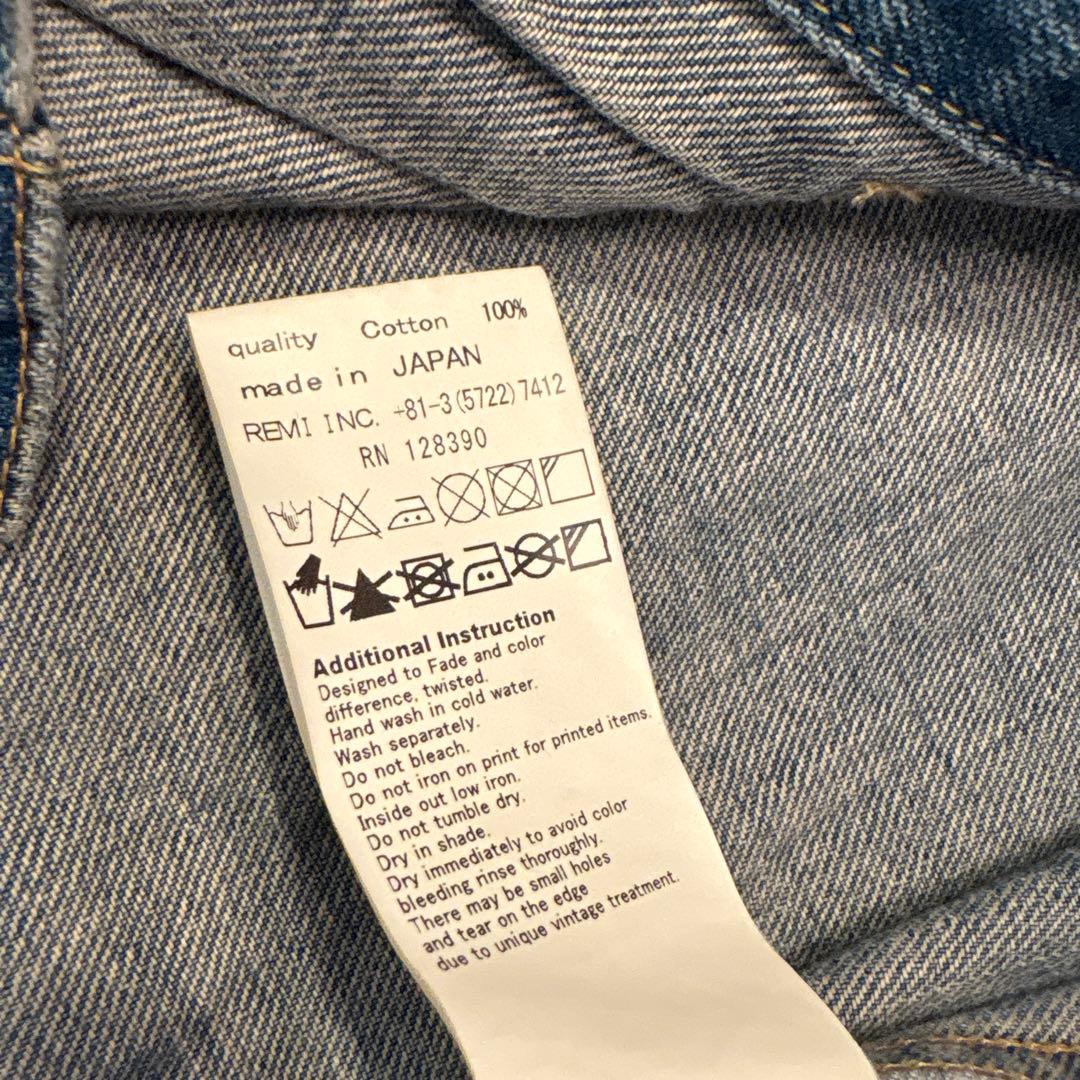 quality Cotton 100%
made in JAPAN
REMI INC. +81-3(5722)7412
RN 128390
Additional Instruction
Designed to Fade and color
difference, twisted.
Hand wash in cold water.
Wash separately.
Do not bleach.
Do not iron on print for printed items.
Inside out low iron.
Do not tumble dry.
Dry in shade.
Dry immediately to avoid color
bleeding rinse thoroughly.
There may be small holes
and tear on the edge
due to unique vintage treatment.